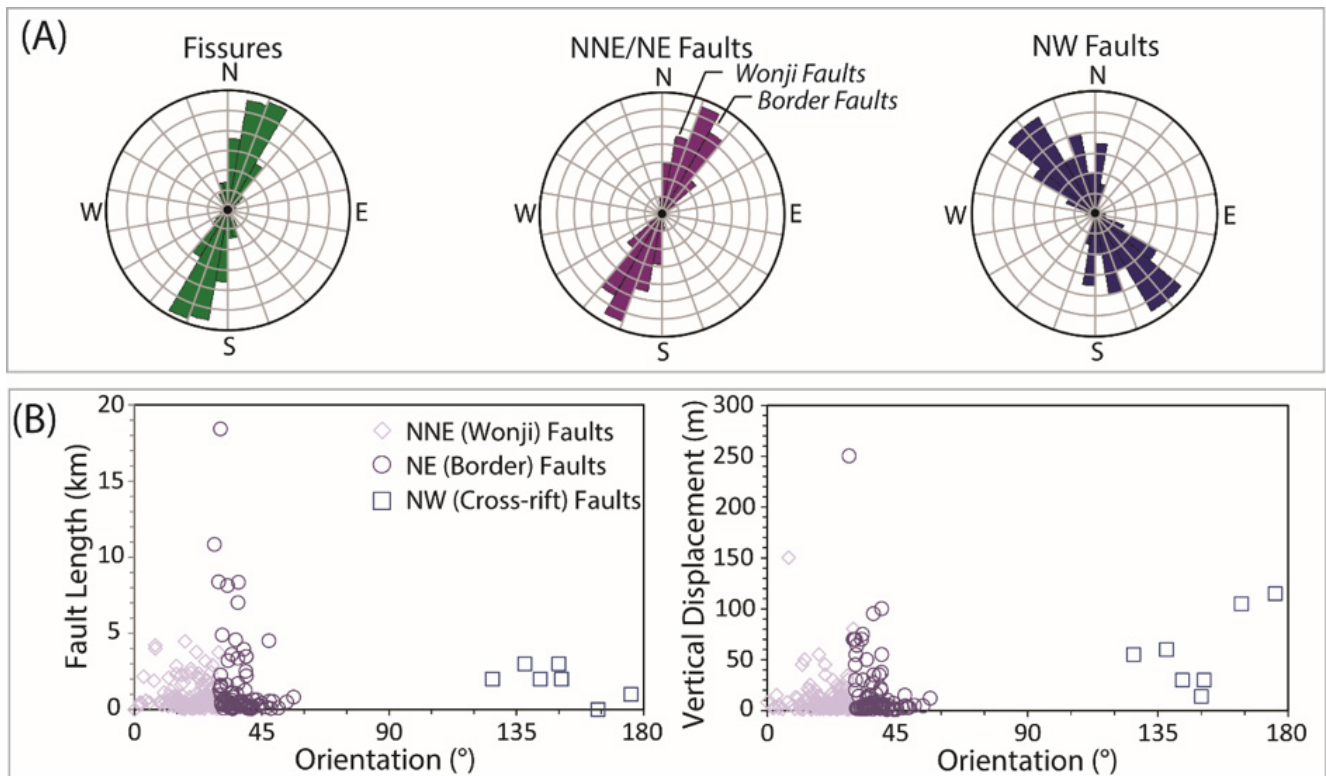 (A)
Fissures
N
W
E
S
NNE/NE Faults
Wonji Faults
Border Faults
N
W
E
S
NW Faults
N
W
E
S
(B)
20
15
10
5
0
Fault Length (km)
NNE (Wonji) Faults
NE (Border) Faults
NW (Cross-rift) Faults
0 45 90 135 180
Orientation (°)
300
250
200
150
100
50
0
Vertical Displacement (m)
0 45 90 135 180
Orientation (°)